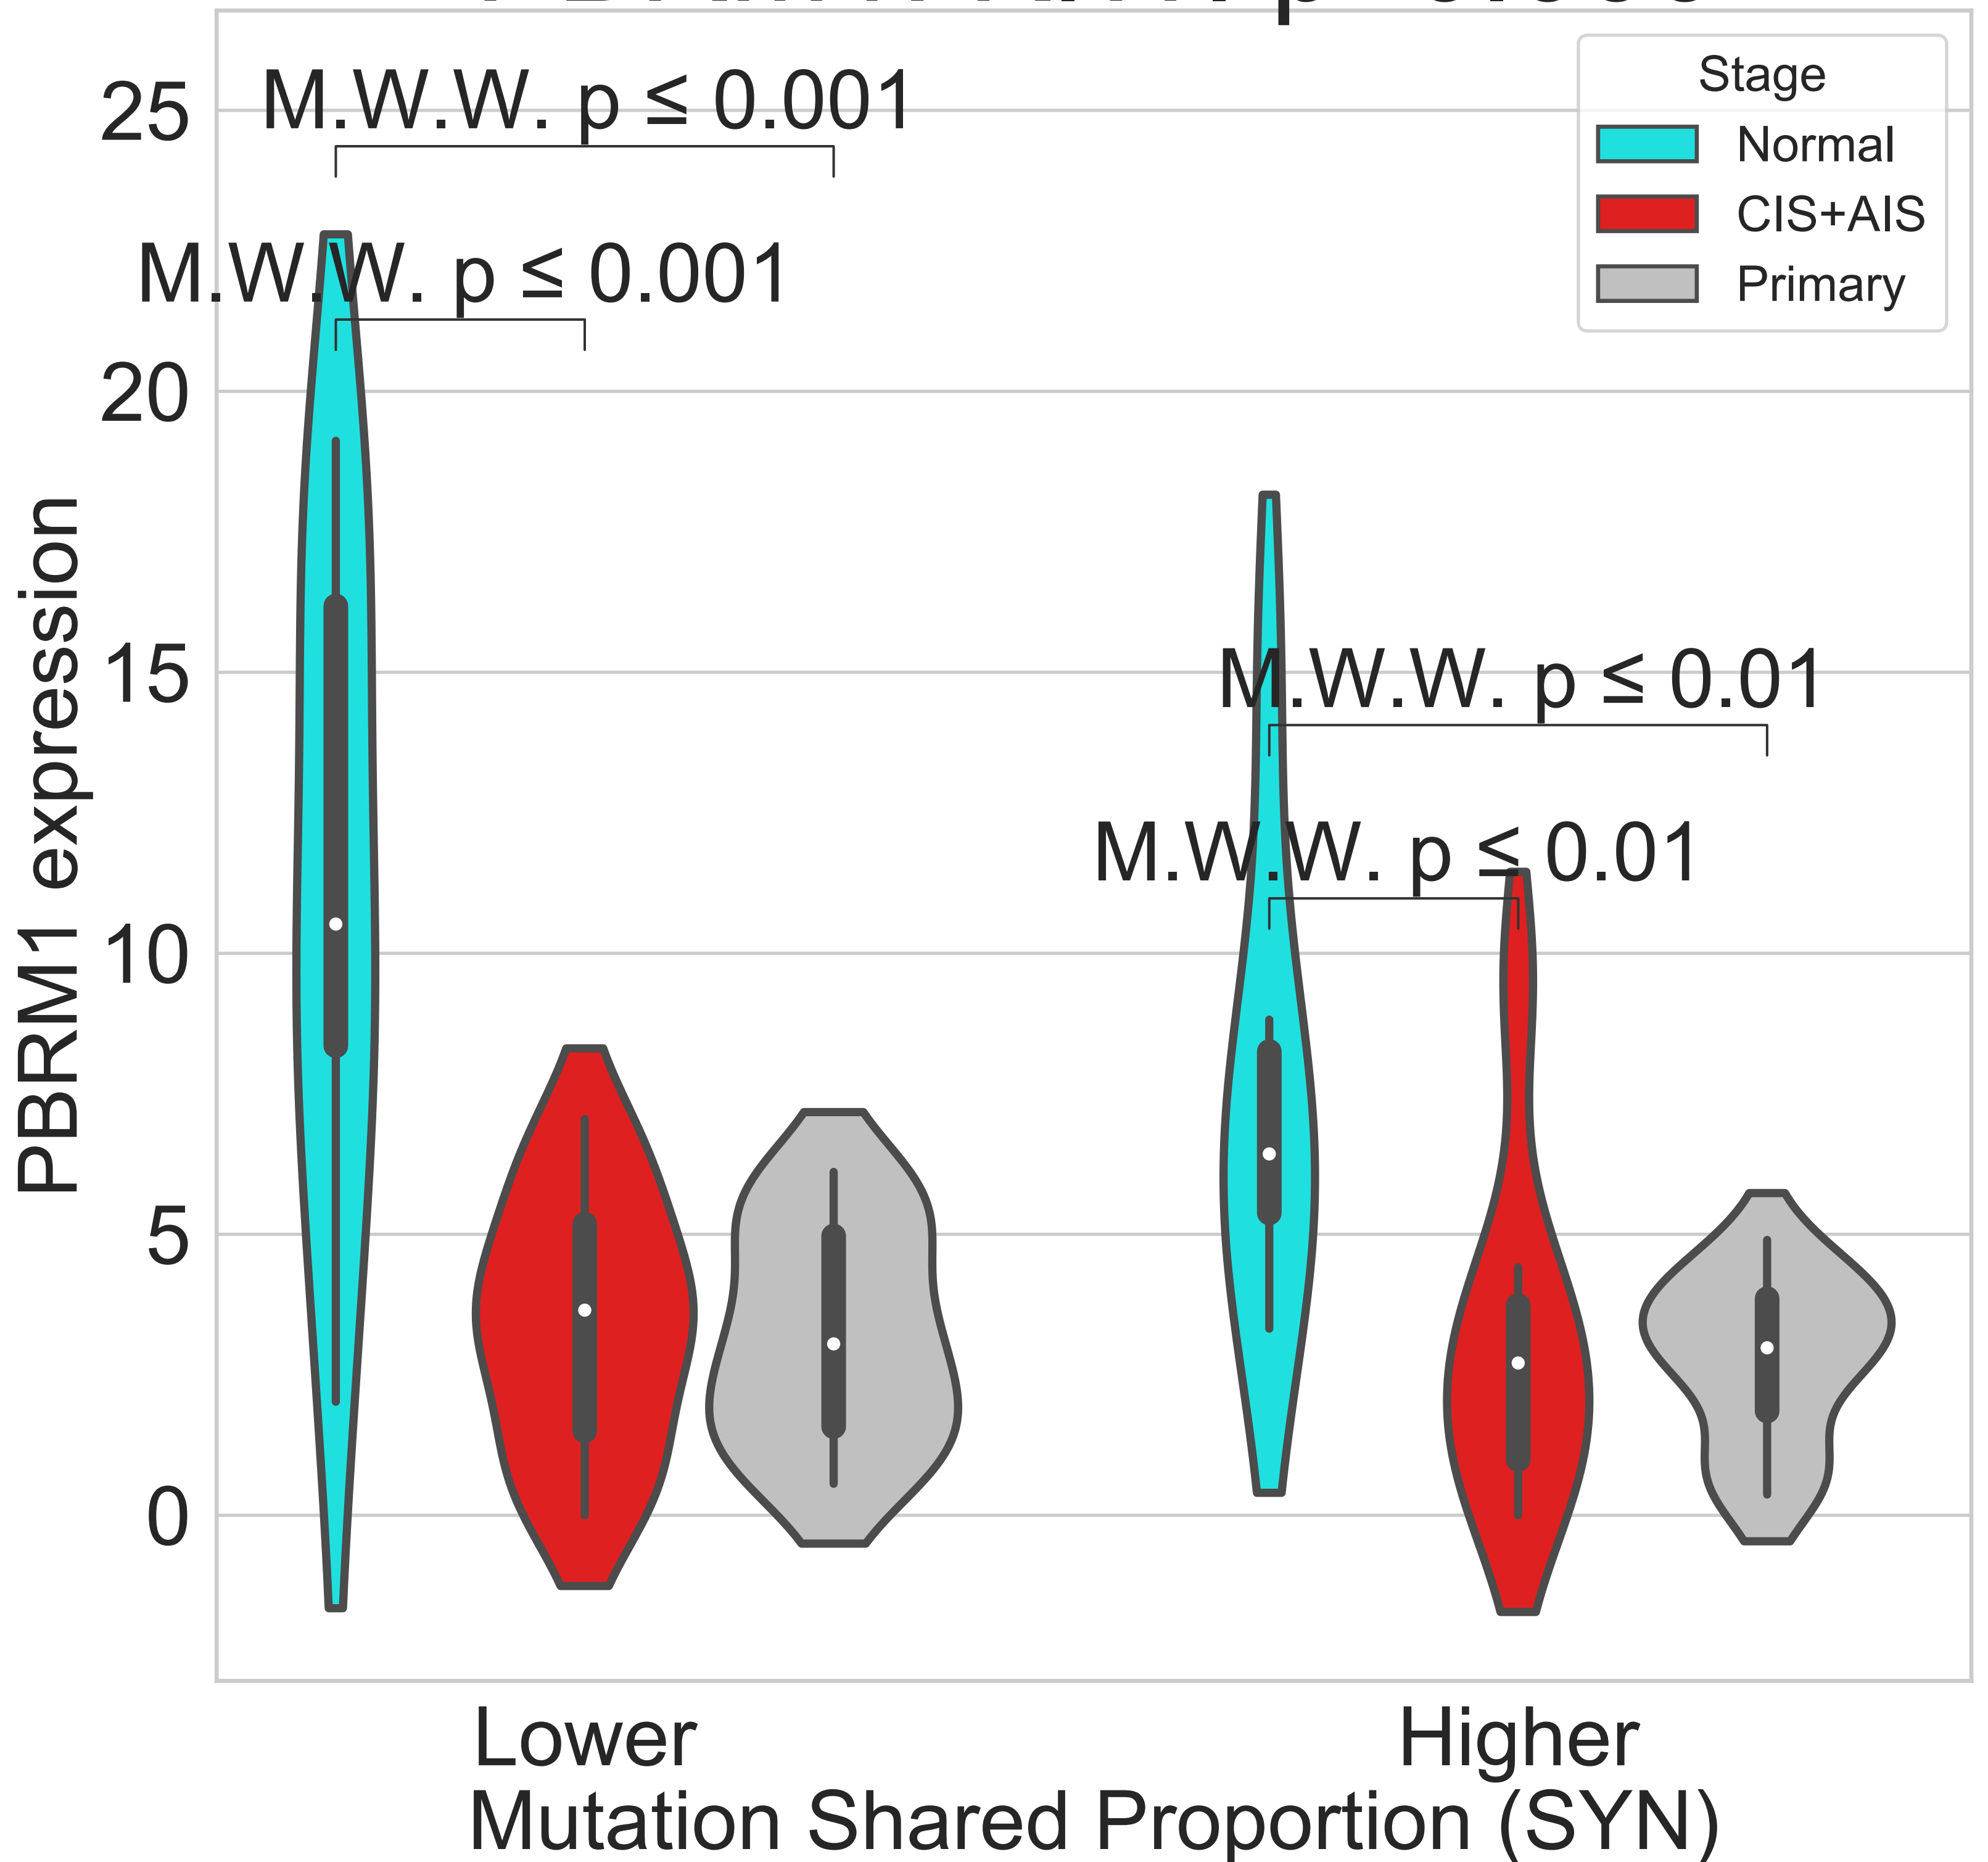 25
20
15
10
5
0
PBRM1 expression
M.W.W. p ≤ 0.001
M.W.W. p ≤ 0.001
M.W.W. p ≤ 0.01
M.W.W. p ≤ 0.01
Stage
Normal
CIS+AIS
Primary
Lower
Higher
Mutation Shared Proportion (SYN)